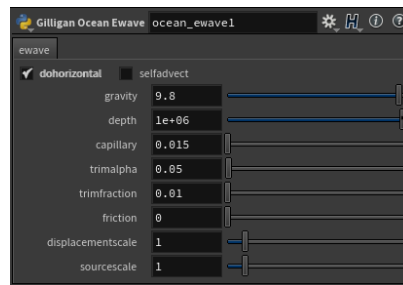 Gilligan Ocean Ewave ocean_ewave1
ewave
dohorizontal selfadvect
gravity 9.8
depth 1e+06
capillary 0.015
trimalpha 0.05
trimfraction 0.01
friction 0
displacementscale 1
sourcescale 1